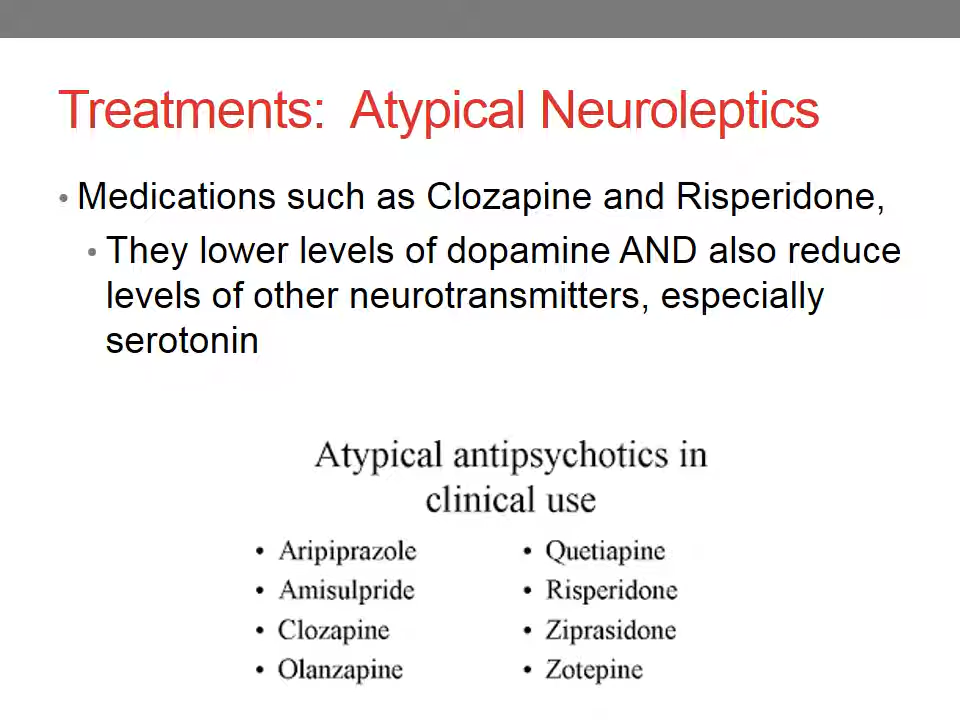 Treatments: Atypical Neuroleptics
• Medications such as Clozapine and Risperidone,
• They lower levels of dopamine AND also reduce
levels of other neurotransmitters, especially
serotonin
Atypical antipsychotics in
clinical use
• Aripiprazole
• Amisulpride
• Clozapine
• Olanzapine
• Quetiapine
• Risperidone
• Ziprasidone
• Zotepine